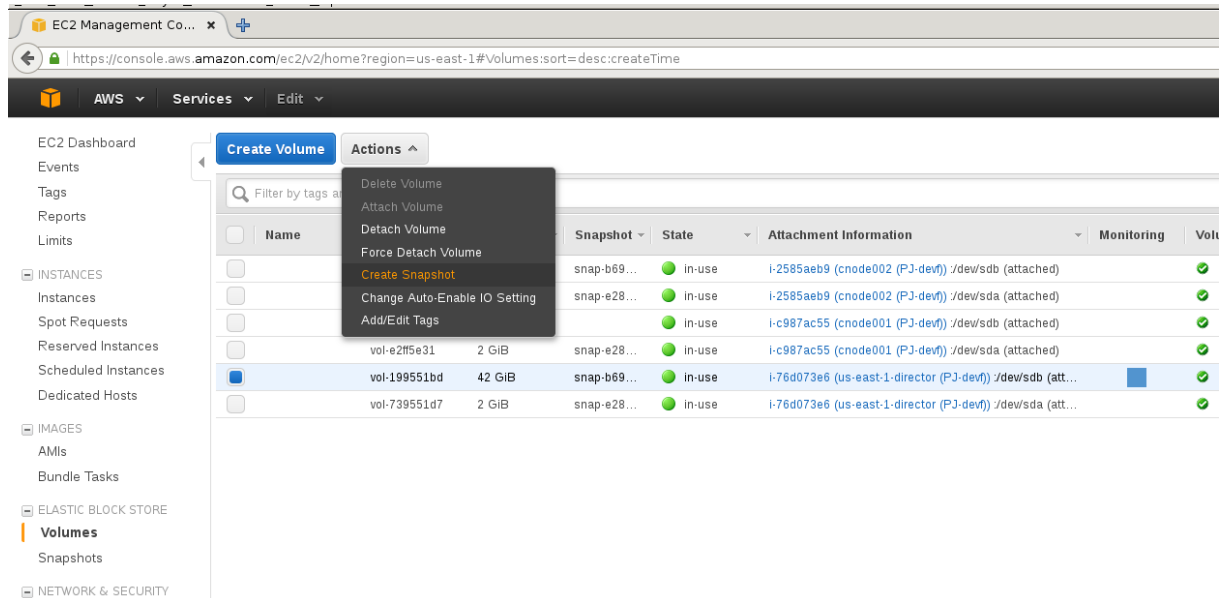 EC2 Management Co...
https://console.aws.amazon.com/ec2/v2/home?region=us-east-1#Volumes:sort=desc:createTime
AWS Services Edit
EC2 Dashboard
Events
Tags
Reports
Limits
INSTANCES
Instances
Spot Requests
Reserved Instances
Scheduled Instances
Dedicated Hosts
IMAGES
AMIs
Bundle Tasks
ELASTIC BLOCK STORE
Volumes
Snapshots
NETWORK & SECURITY
Create Volume Actions
Delete Volume
Attach Volume
Detach Volume
Force Detach Volume
Create Snapshot
Change Auto-Enable IO Setting
Add/Edit Tags
Filter by tags
Name Snapshot State Attachment Information Monitoring
snap-b69... in-use i-2585aeb9 (cnode002 (PJ-devf)):/dev/sdb (attached)
snap-e28... in-use i-2585aeb9 (cnode002 (PJ-devf)):/dev/sda (attached)
in-use i-c987ac55 (cnode001 (PJ-devf)):/dev/sdb (attached)
vol-e2ff5e31 2 GiB snap-e28... in-use i-c987ac55 (cnode001 (PJ-devf)):/dev/sda (attached)
vol-199551bd 42 GiB snap-b69... in-use i-76d073e6 (us-east-1-director (PJ-devf)):/dev/sdb (att...
vol-739551d7 2 GiB snap-e28... in-use i-76d073e6 (us-east-1-director (PJ-devf)):/dev/sda (att...